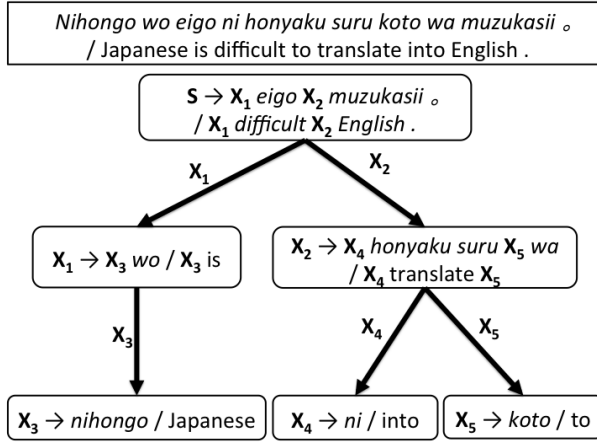 Nihongo wo eigo ni honyaku suru koto wa muzukasii 。
/ Japanese is difficult to translate into English .
S → X1 eigo X2 muzukasii 。
/ X1 difficult X2 English .
X1
X2
X1 → X3 wo / X3 is
X2 → X4 honyaku suru X5 wa
/ X4 translate X5
X3
X4
X5
X3 → nihongo / Japanese
X4 → ni / into
X5 → koto / to